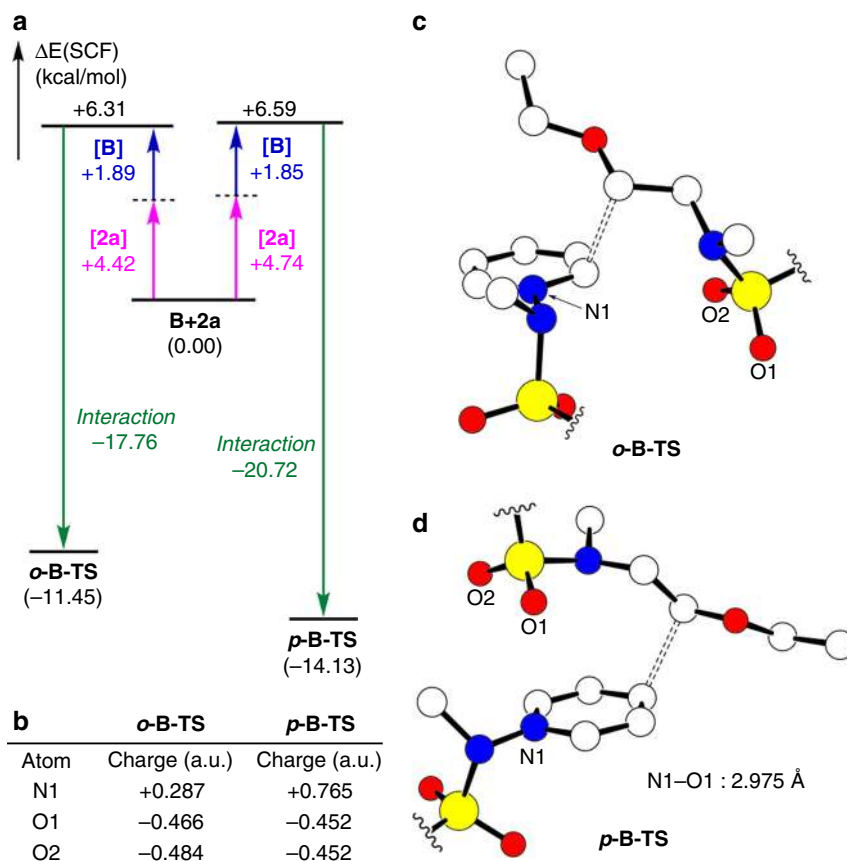 a
ΔE(SCF)
(kcal/mol)
+6.31
+6.59
[B]
+1.89
[B]
+1.85
[2a]
+4.42
[2a]
+4.74
B+2a
(0.00)
Interaction
–17.76
Interaction
–20.72
o-B-TS
(–11.45)
p-B-TS
(–14.13)
b
o-B-TS p-B-TS
Atom Charge (a.u.) Charge (a.u.)
N1 +0.287 +0.765
O1 –0.466 –0.452
O2 –0.484 –0.452
c
N1
O2
O1
o-B-TS
d
O2
O1
N1
N1–O1 : 2.975 Å
p-B-TS